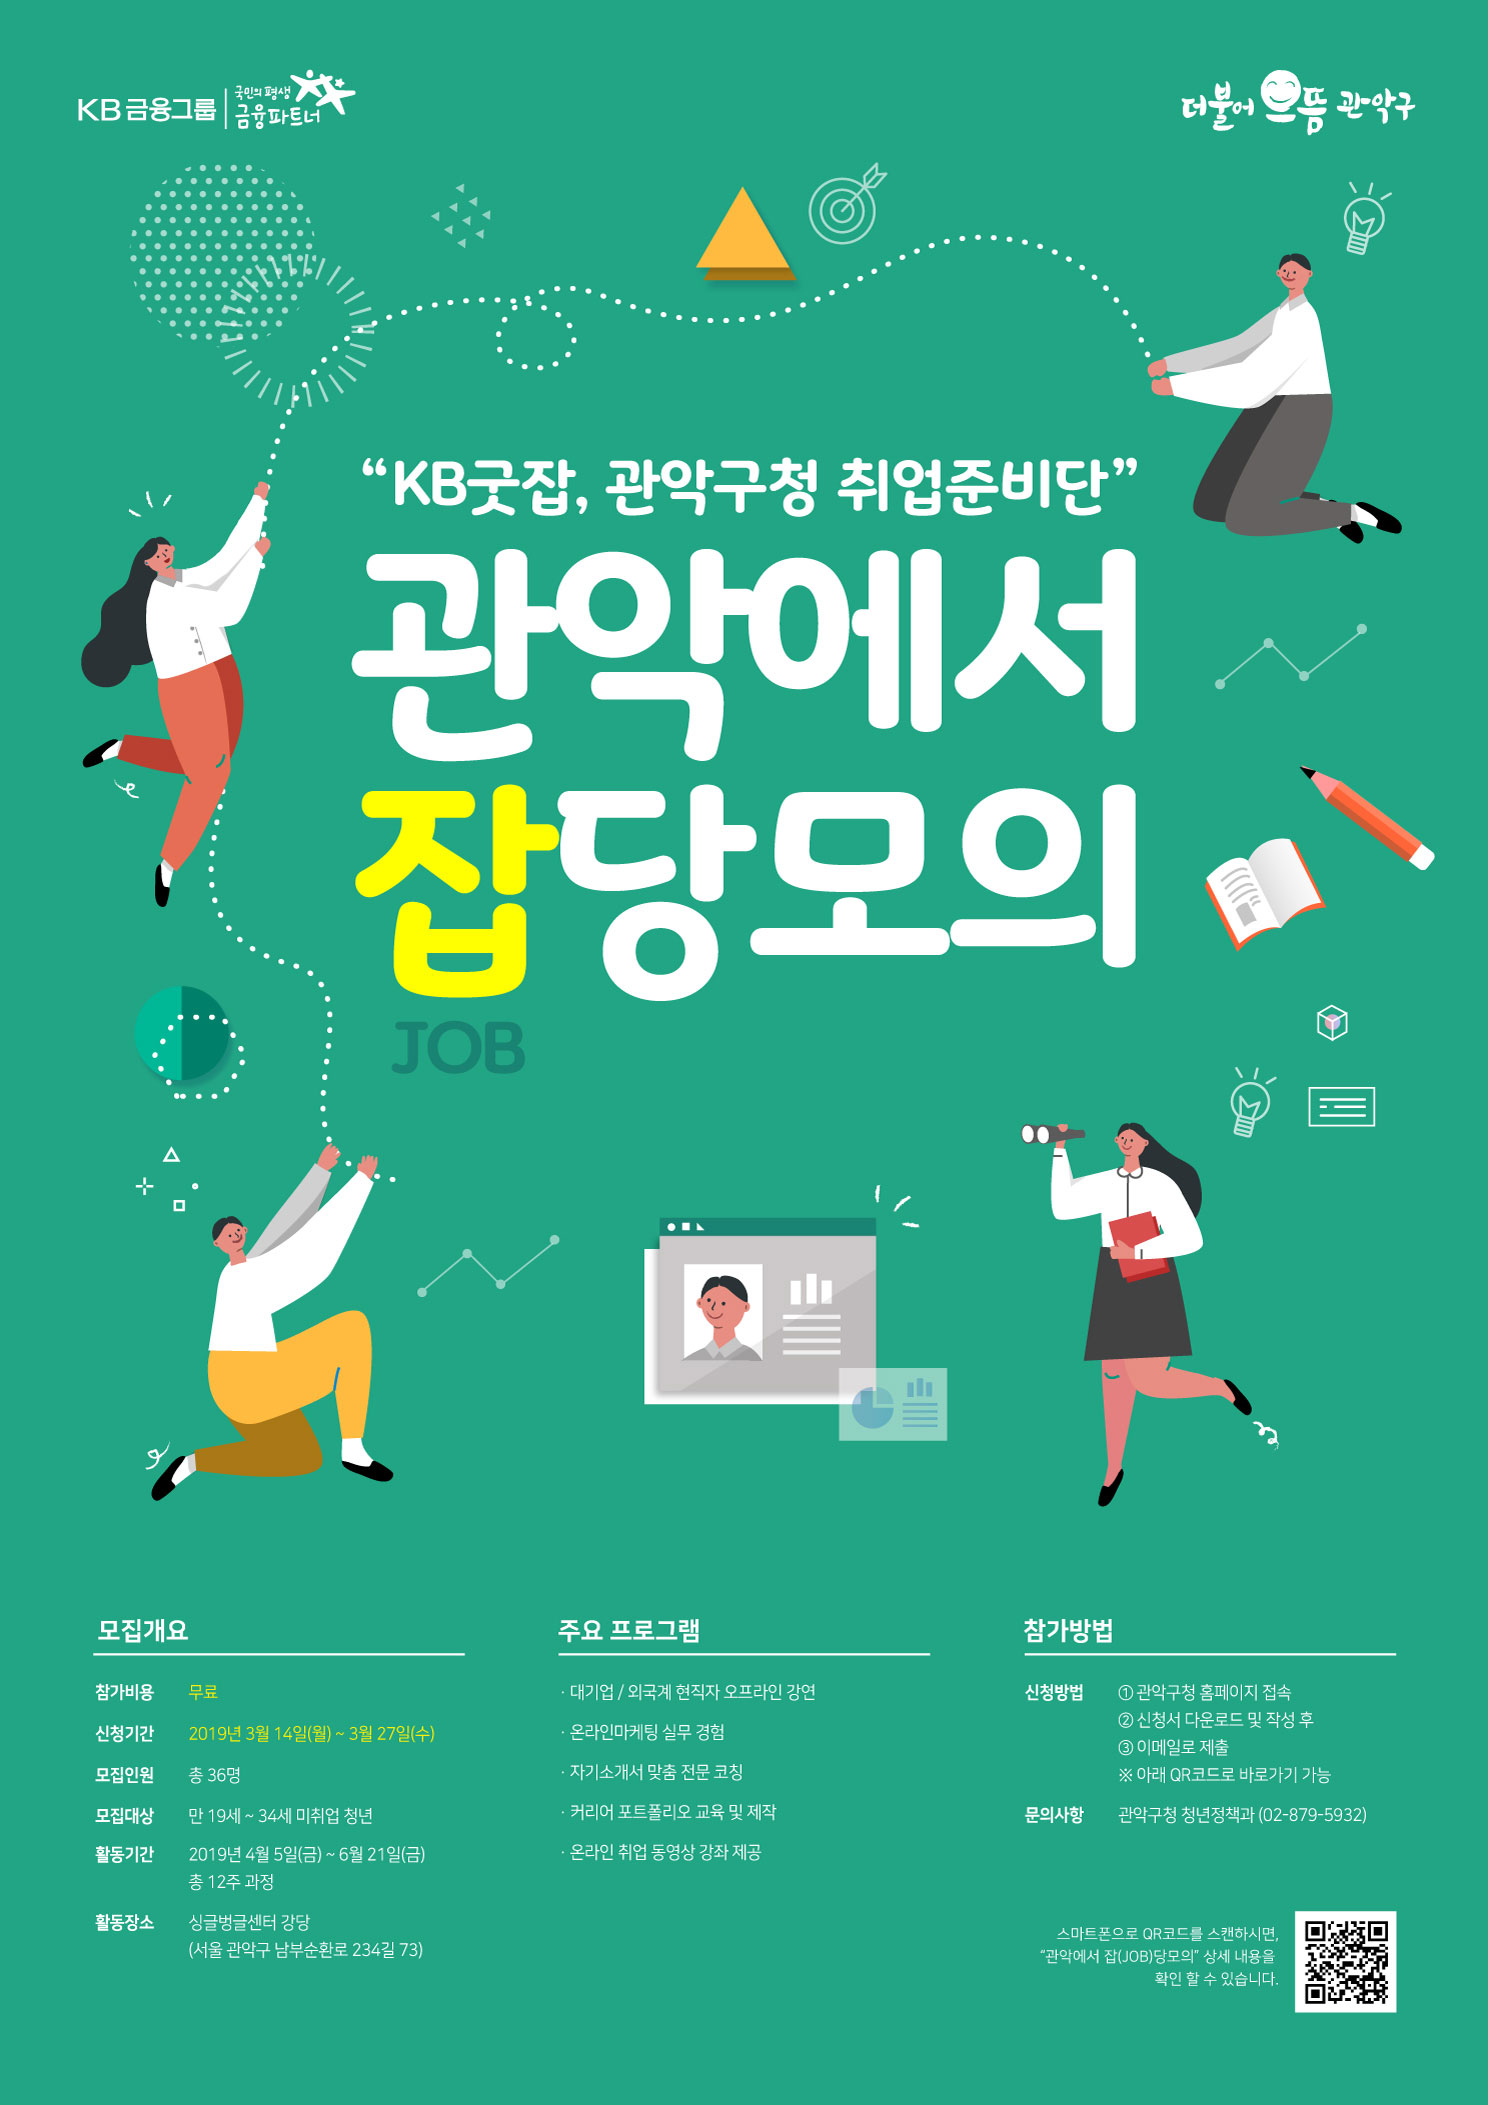 KB 금융그룹
국민의 평생
금융파트너
더불어 으뜸 관악구
“KB굿잡, 관악구청 취업준비단”
관악에서
잡당모의
JOB
모집개요
참가비용 무료
신청기간 2019년 3월 14일(월) ~ 3월 27일(수)
모집인원 총 36명
모집대상 만 19세 ~ 34세 미취업 청년
활동기간 2019년 4월 5일(금) ~ 6월 21일(금)
총 12주 과정
활동장소 싱글벙글센터 강당
(서울 관악구 남부순환로 234길 73)
주요 프로그램
· 대기업 / 외국계 현직자 오프라인 강연
· 온라인마케팅 실무 경험
· 자기소개서 맞춤 전문 코칭
· 커리어 포트폴리오 교육 및 제작
· 온라인 취업 동영상 강좌 제공
참가방법
신청방법 ① 관악구청 홈페이지 접속
② 신청서 다운로드 및 작성 후
③ 이메일로 제출
※ 아래 QR코드로 바로가기 가능
문의사항 관악구청 청년정책과 (02-879-5932)
스마트폰으로 QR코드를 스캔하시면,
“관악에서 잡(JOB)당모의” 상세 내용을
확인 할 수 있습니다.